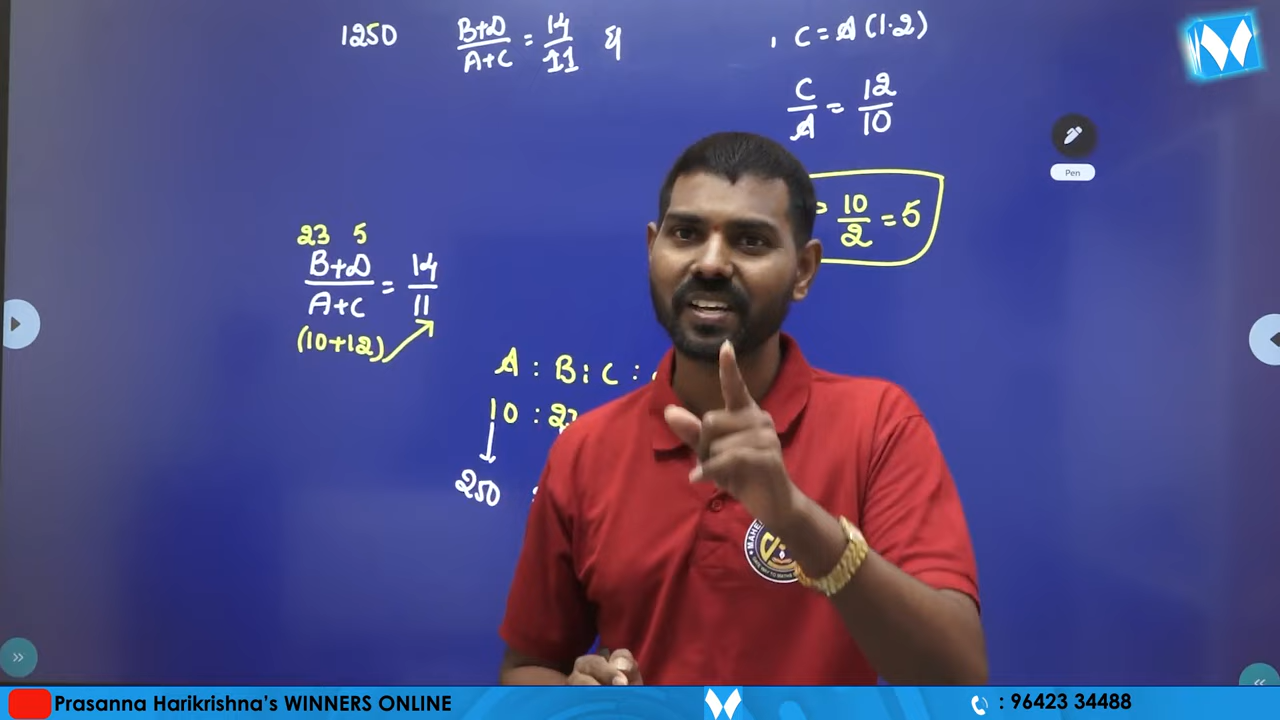 1250 B+D/A+C = 14/11
, C = A (1.2)
C/A = 12/10
Pen
10/2 = 5
23 5
B+D/A+C = 14/11
(10+12)
A : B : C :
10 :
250
MAHE
Prasanna Harikrishna's WINNERS ONLINE
: 96423 34488